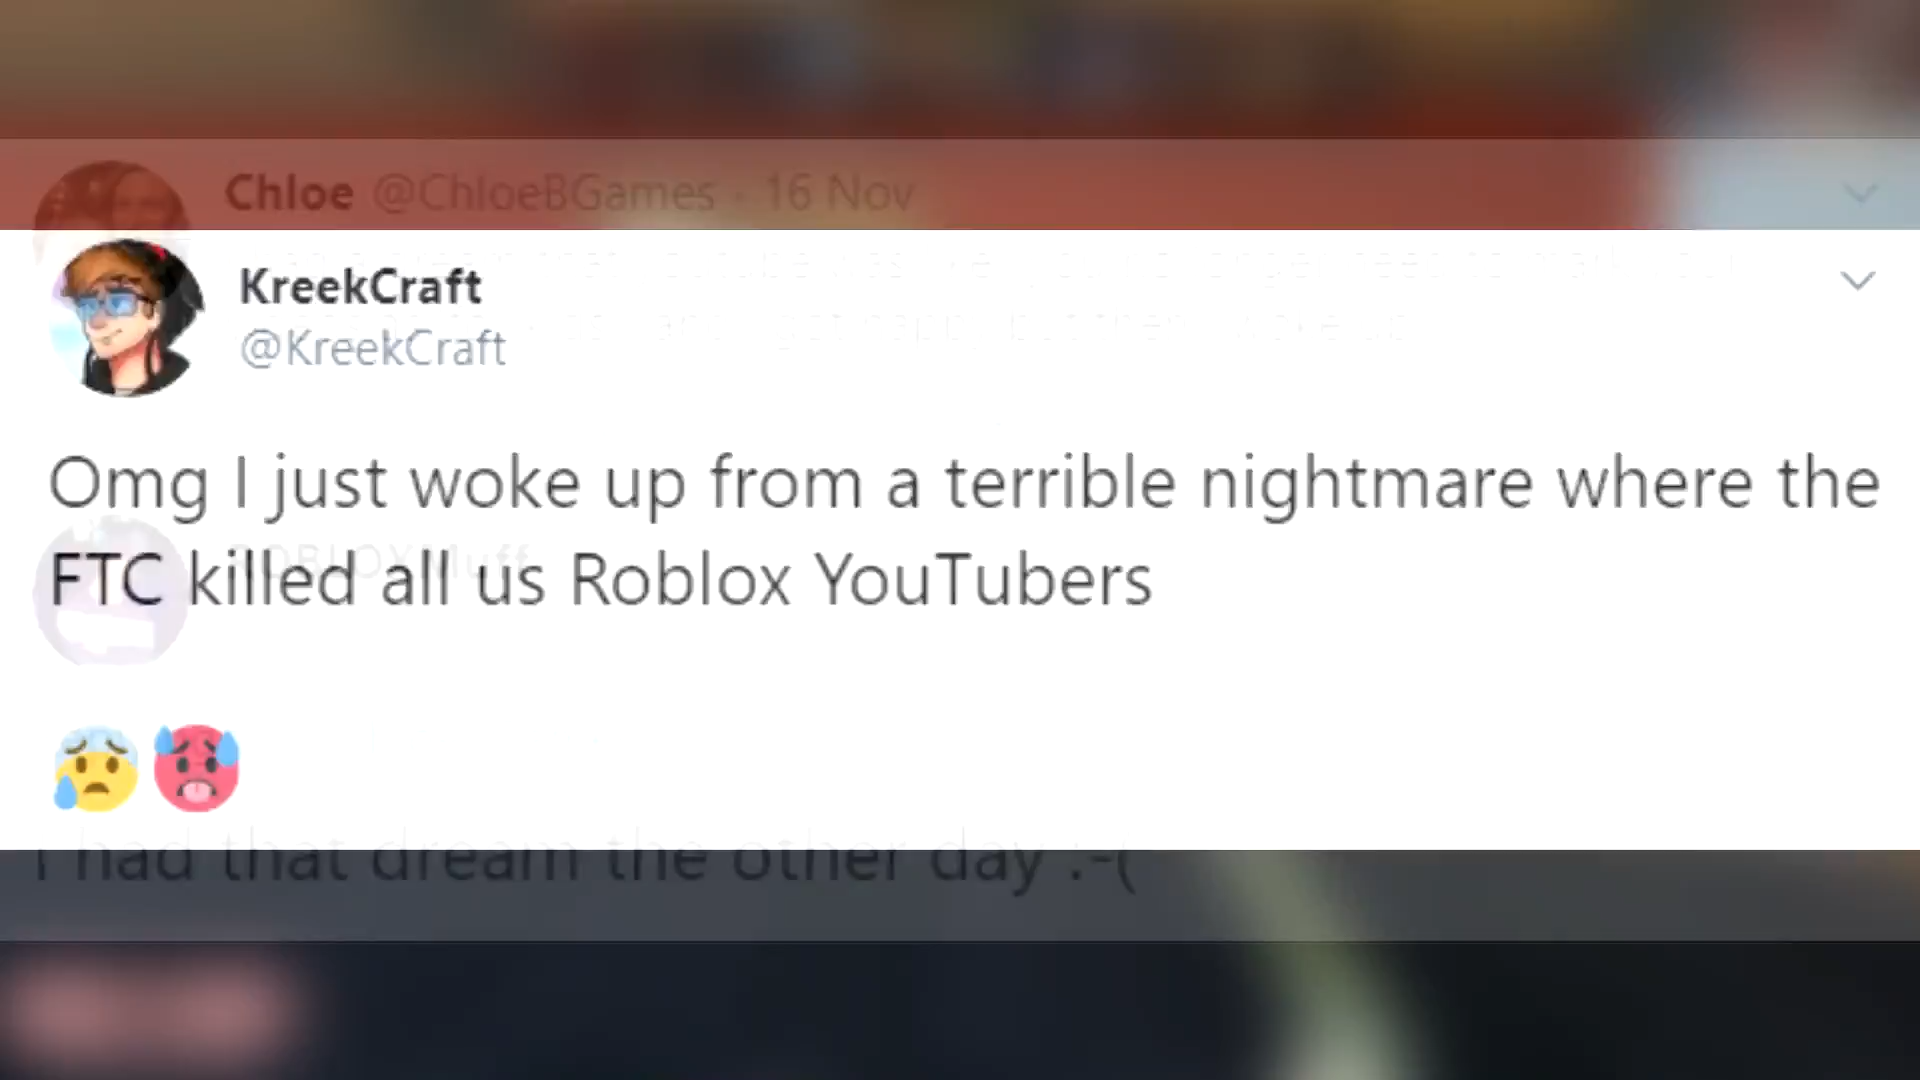 Chloe @ChloeBGames · 16 Nov
KreekCraft
@KreekCraft
Omg I just woke up from a terrible nightmare where the
FTC killed all us Roblox YouTubers
ROBLOXMuff
I had that dream the other day :-(